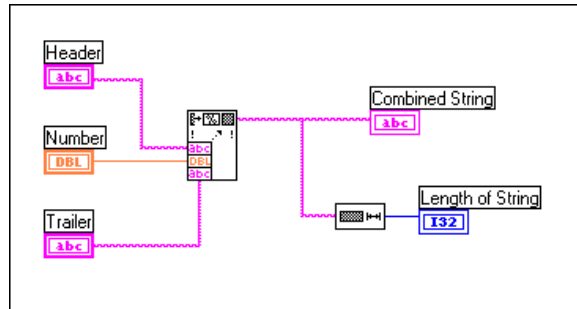 Header
abc
Number
DBL
Trailer
abc
%
! !
abc
DBL
abc
Combined String
abc
Length of String
I32